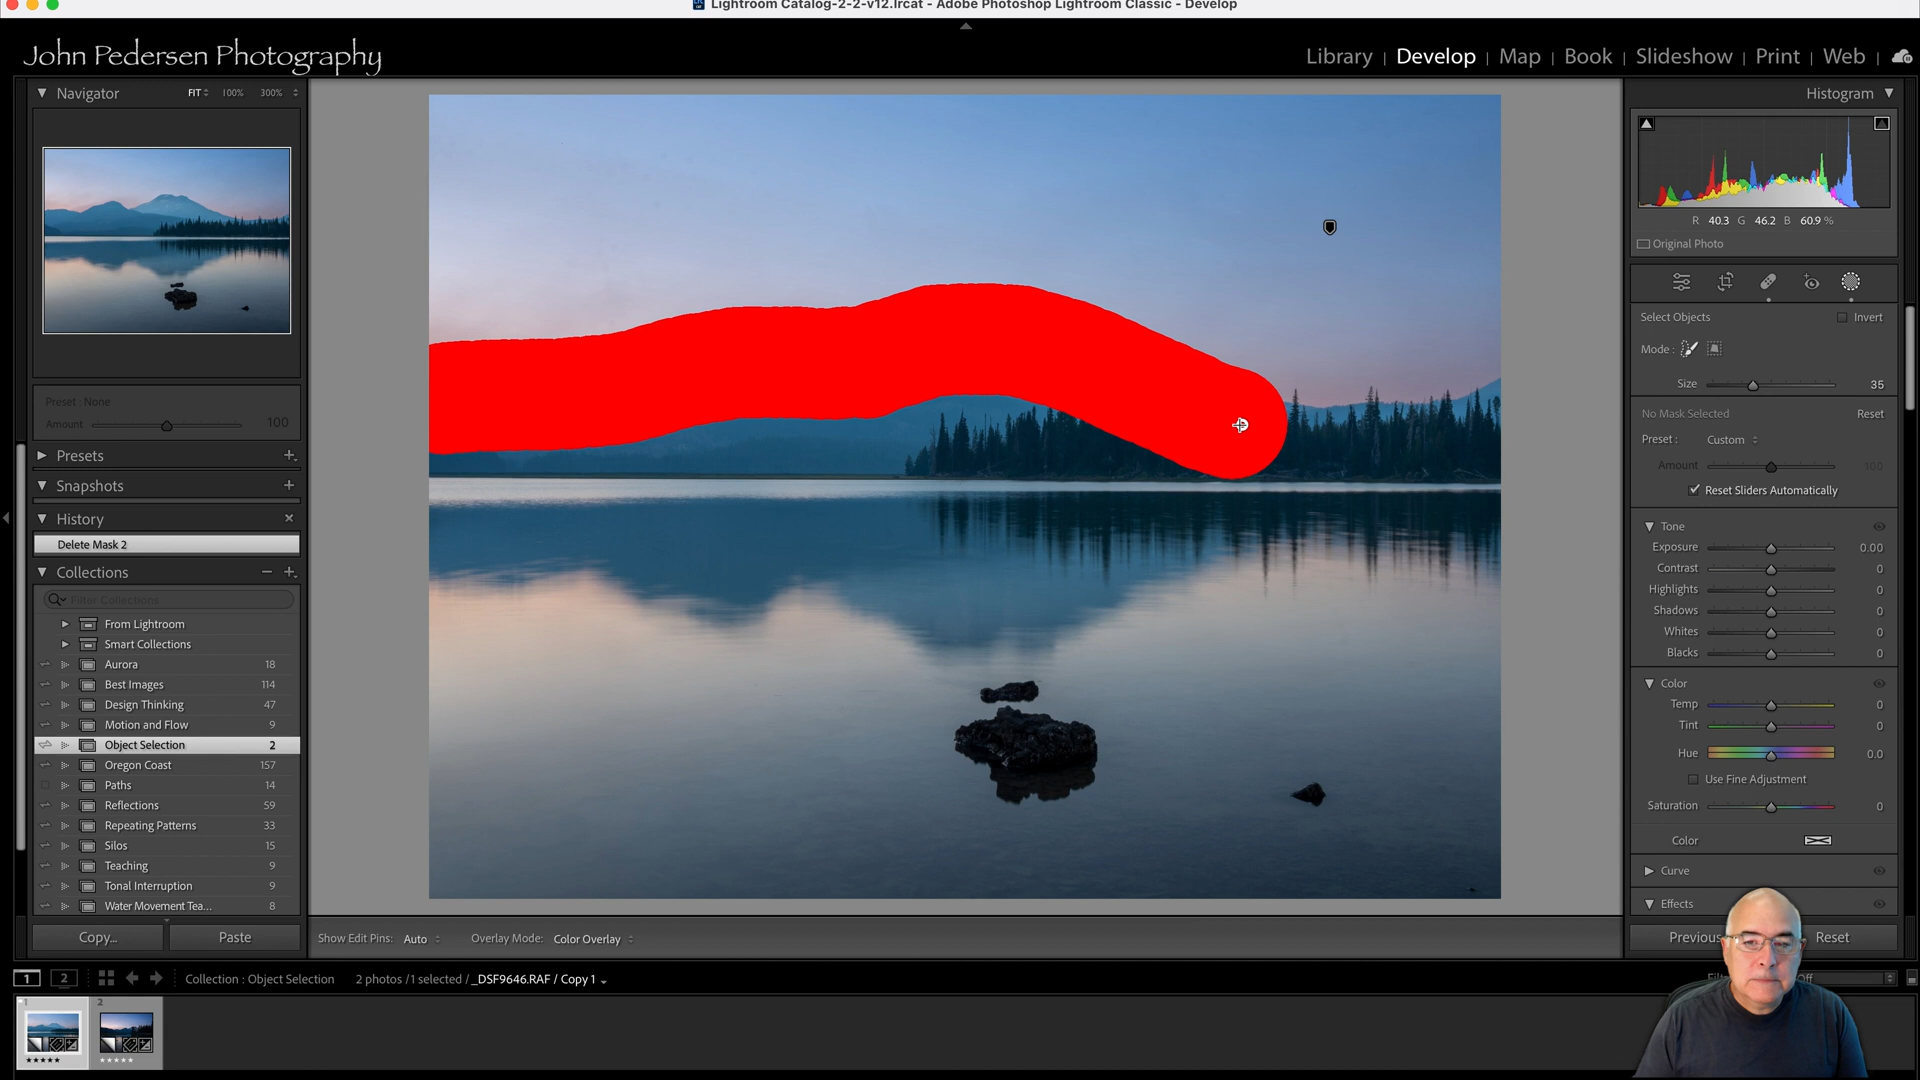 Lightroom Catalog-2-2-v12.lrcat - Adobe Photoshop Lightroom Classic - Develop
John Pedersen Photography
Library | Develop | Map | Book | Slideshow | Print | Web
Navigator FIT 100% 300%
Preset : None
Amount 100
Presets
Snapshots
History
Delete Mask 2
Collections
Filter Collections
From Lightroom
Smart Collections
Aurora 18
Best Images 114
Design Thinking 47
Motion and Flow 9
Object Selection 2
Oregon Coast 157
Paths 14
Reflections 59
Repeating Patterns 33
Silos 15
Teaching 9
Tonal Interruption 9
Water Movement Tea... 8
Copy... Paste
Show Edit Pins: Auto Overlay Mode: Color Overlay
Histogram
R 40.3 G 46.2 B 60.9 %
Original Photo
Select Objects Invert
Mode :
Size 35
No Mask Selected Reset
Preset : Custom
Amount 100
Reset Sliders Automatically
Tone
Exposure 0.00
Contrast 0
Highlights 0
Shadows 0
Whites 0
Blacks 0
Color
Temp 0
Tint 0
Hue 0.0
Use Fine Adjustment
Saturation 0
Color
Curve
Effects
Previous Reset
1 2 Collection : Object Selection 2 photos /1 selected / _DSF9646.RAF / Copy 1
1 2